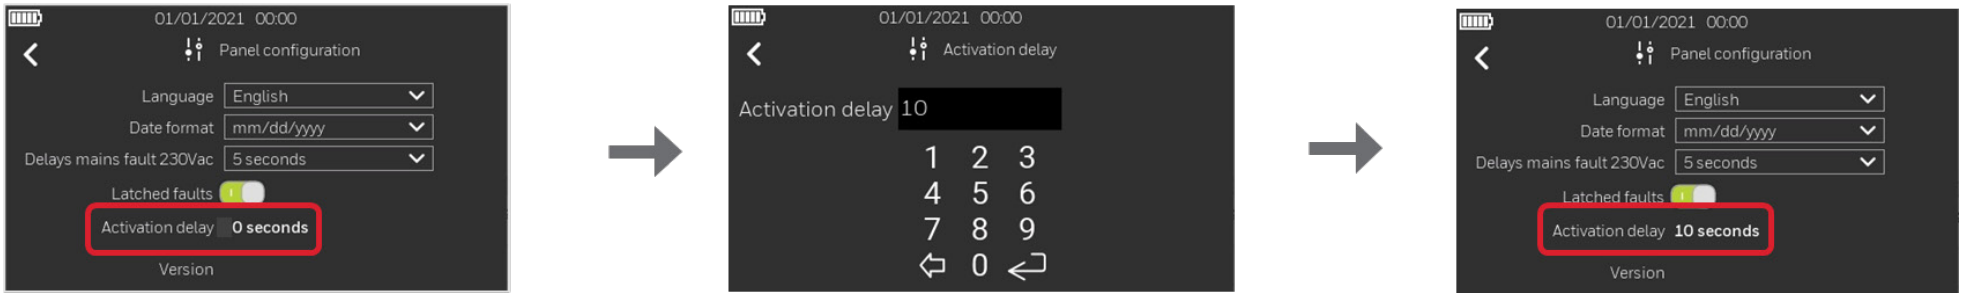 01/01/2021 00:00
Panel configuration
Language English
Date format mm/dd/yyyy
Delays mains fault 230Vac 5 seconds
Latched faults
Activation delay 0 seconds
Version
01/01/2021 00:00
Activation delay
Activation delay 10
1 2 3
4 5 6
7 8 9
0
01/01/2021 00:00
Panel configuration
Language English
Date format mm/dd/yyyy
Delays mains fault 230Vac 5 seconds
Latched faults
Activation delay 10 seconds
Version